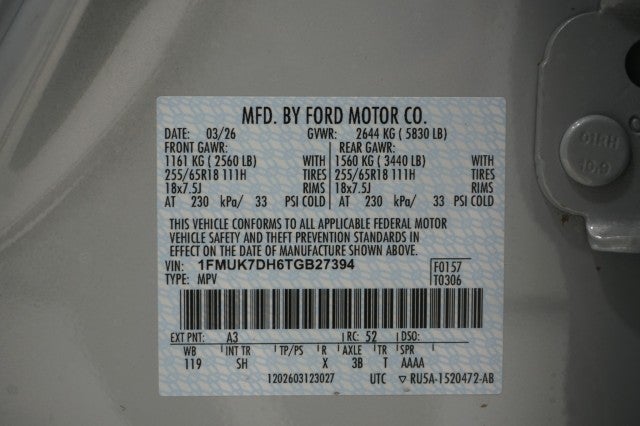 MFD. BY FORD MOTOR CO.
DATE: 03/26 GVWR: 2644 KG ( 5830 LB)
FRONT GAWR: REAR GAWR:
1161 KG ( 2560 LB) WITH 1560 KG ( 3440 LB) WITH
255/65R18 111H TIRES 255/65R18 111H TIRES
18x7.5J RIMS 18x7.5J RIMS
AT 230 kPa/ 33 PSI COLD AT 230 kPa/ 33 PSI COLD
THIS VEHICLE CONFORMS TO ALL APPLICABLE FEDERAL MOTOR
VEHICLE SAFETY AND THEFT PREVENTION STANDARDS IN
EFFECT ON THE DATE OF MANUFACTURE SHOWN ABOVE.
VIN: 1FMUK7DH6TGB27394 F0157
TYPE: MPV T0306
EXT PNT: A3 RC: 52 DSO:
WB INT TR TP/PS R AXLE TR SPR
119 SH X 3B T AAAA
1202603123027 UTC ▽ RU5A-1520472-AB
10.9